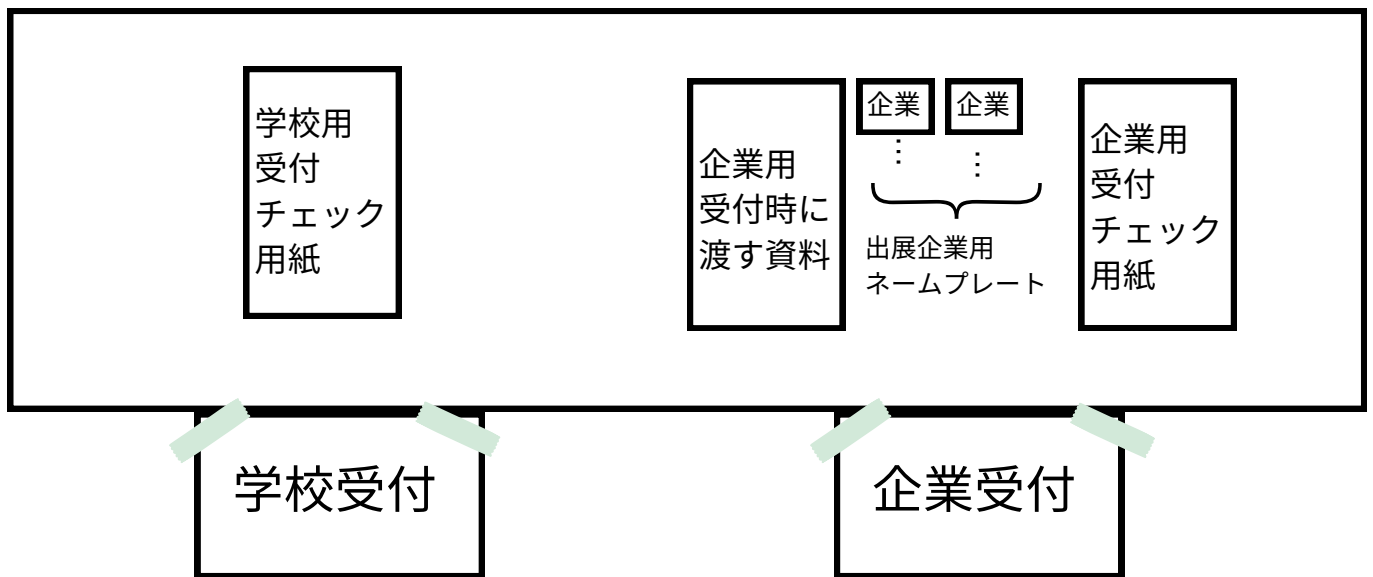 学校用
受付
チェック
用紙
企業用
受付時に
渡す資料
企業
企業
⋮
⋮
出展企業用
ネームプレート
企業用
受付
チェック
用紙
学校受付
企業受付